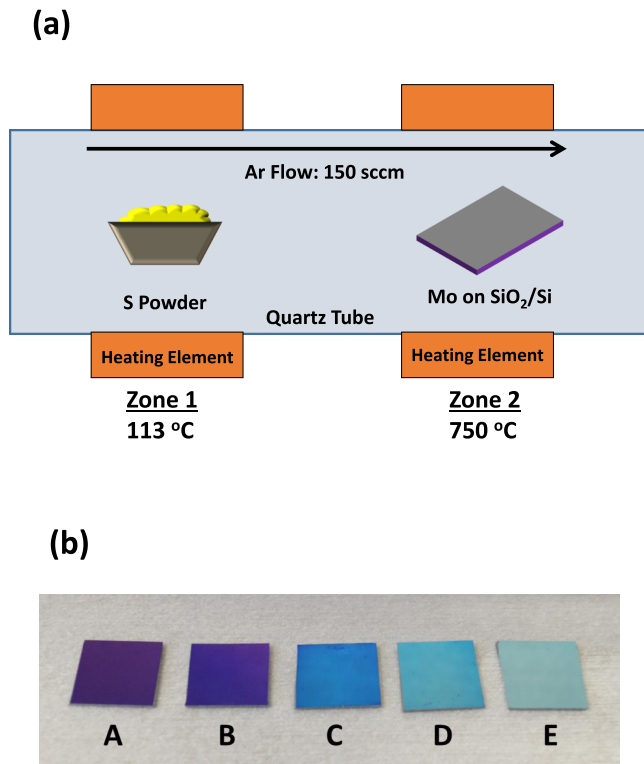 (a)
Ar Flow: 150 sccm
S Powder
Mo on SiO₂/Si
Quartz Tube
Heating Element
Heating Element
Zone 1
Zone 2
113 ᵒC
750 ᵒC
(b)
A B C D E